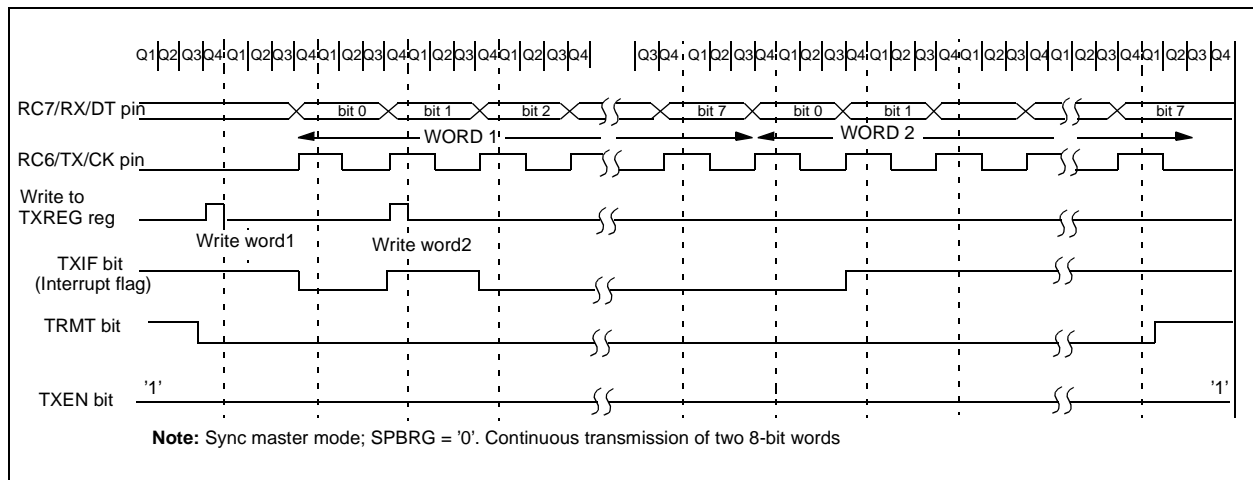 Q1 Q2 Q3 Q4 Q1 Q2 Q3 Q4 Q1 Q2 Q3 Q4 Q1 Q2 Q3 Q4 Q1 Q2 Q3 Q4 Q3 Q4 Q1 Q2 Q3 Q4 Q1 Q2 Q3 Q4 Q1 Q2 Q3 Q4 Q1 Q2 Q3 Q4 Q1 Q2 Q3 Q4 Q1 Q2 Q3 Q4
RC7/RX/DT pin bit 0 bit 1 bit 2 bit 7 bit 0 bit 1 bit 7
WORD 1 WORD 2
RC6/TX/CK pin
Write to
TXREG reg
Write word1 Write word2
TXIF bit
(Interrupt flag)
TRMT bit
'1' '1'
TXEN bit
Note: Sync master mode; SPBRG = '0'. Continuous transmission of two 8-bit words